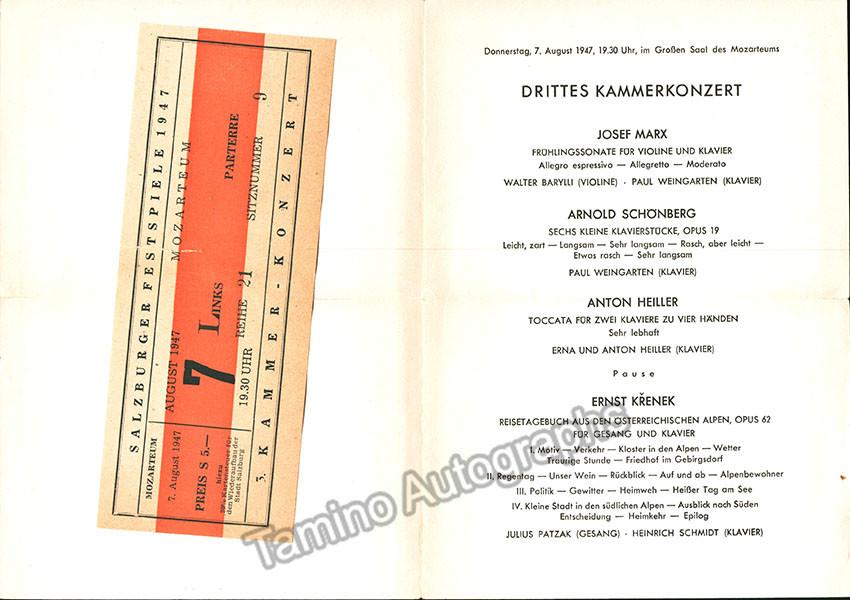 SALZBURGER FESTSPIELE 1947
MOZARTEUM
MOZARTEUM
7. August 1947
AUGUST 1947
7 LINKS
PARTERRE
PREIS S 5,—
hiezu
den Wiederaufbau der
Stadt Salzburg
19.30 UHR REIHE 21 SITZNUMMER 9
3. KAMMER-KONZERT
Donnerstag, 7. August 1947, 19.30 Uhr, im Großen Saal des Mozarteums
DRITTES KAMMERKONZERT
JOSEF MARX
FRÜHLINGSSONATE FÜR VIOLINE UND KLAVIER
Allegro espressivo — Allegretto — Moderato
WALTER BARYLLI (VIOLINE) · PAUL WEINGARTEN (KLAVIER)
ARNOLD SCHÖNBERG
SECHS KLEINE KLAVIERSTÜCKE, OPUS 19
Leicht, zart — Langsam — Sehr langsam — Rasch, aber leicht —
Etwas rasch — Sehr langsam
PAUL WEINGARTEN (KLAVIER)
ANTON HEILLER
TOCCATA FÜR ZWEI KLAVIERE ZU VIER HÄNDEN
Sehr lebhaft
ERNA UND ANTON HEILLER (KLAVIER)
Pause
ERNST KŘENEK
REISETAGEBUCH AUS DEN ÖSTERREICHISCHEN ALPEN, OPUS 62
FÜR GESANG UND KLAVIER
I. Motiv — Verkehr — Kloster in den Alpen — Wetter
Traurige Stunde — Friedhof im Gebirgsdorf
II. Regentag — Unser Wein — Rückblick — Auf und ab — Alpenbewohner
III. Politik — Gewitter — Heimweh — Heißer Tag am See
IV. Kleine Stadt in den südlichen Alpen — Ausblick nach Süden
Entscheidung — Heimkehr — Epilog
JULIUS PATZAK (GESANG) · HEINRICH SCHMIDT (KLAVIER)
Tamino Autographs